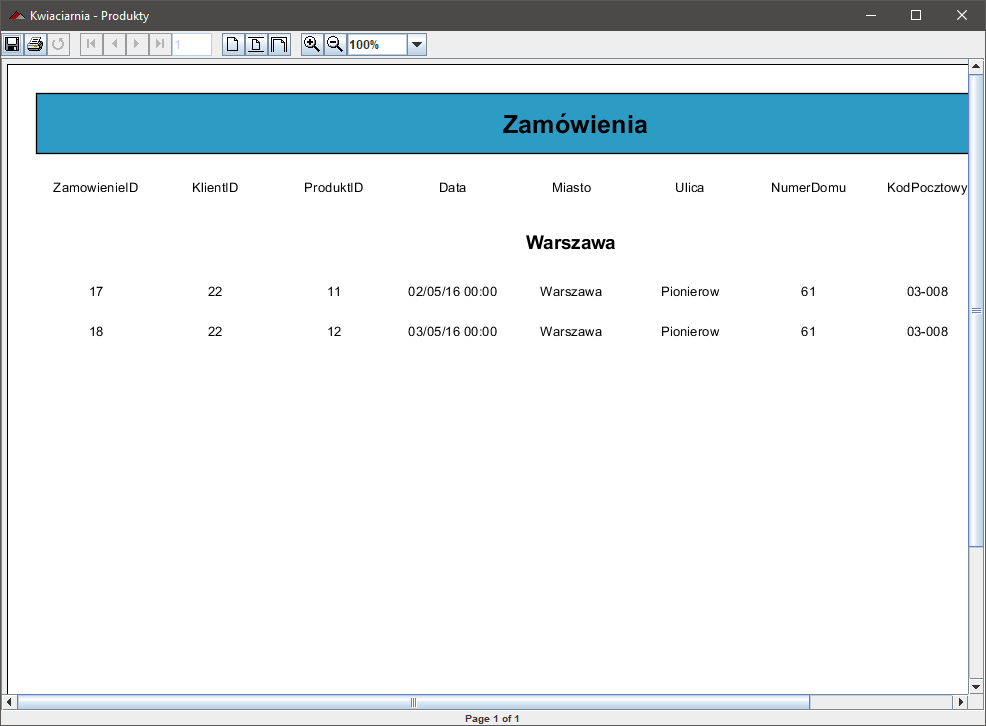 Kwiaciarnia - Produkty
1 100%
Zamówienia
ZamowienieID KlientID ProduktID Data Miasto Ulica NumerDomu KodPocztowy
Warszawa
17 22 11 02/05/16 00:00 Warszawa Pionierow 61 03-008
18 22 12 03/05/16 00:00 Warszawa Pionierow 61 03-008
Page 1 of 1